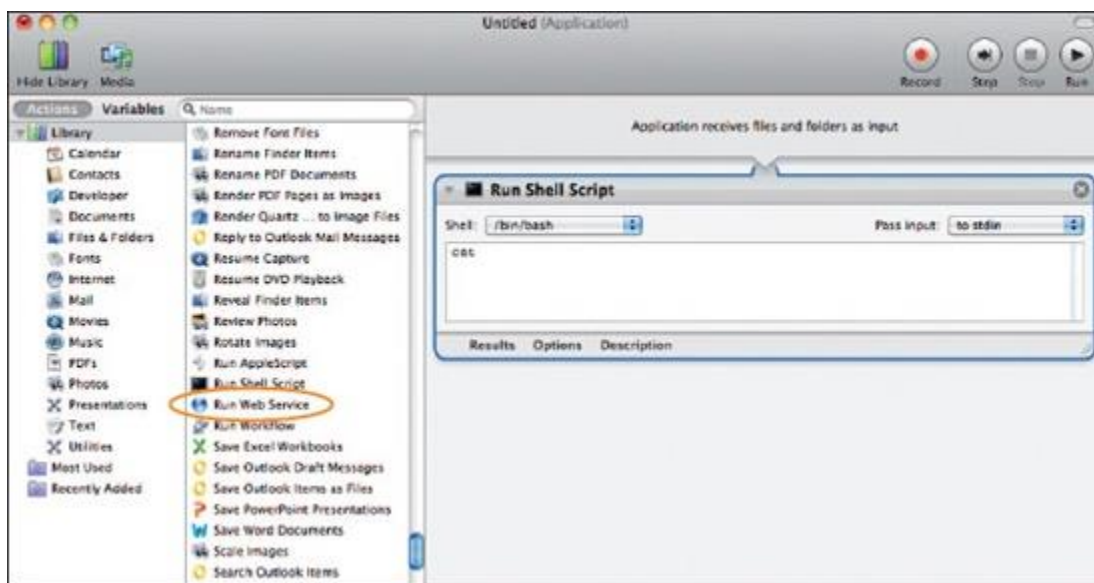 Untitled (Application)
Hide Library Media
Record Step Stop Run
Actions Variables Name
Application receives files and folders as input
Library
Calendar
Contacts
Developer
Documents
Files & Folders
Fonts
Internet
Mail
Movies
Music
PDFs
Photos
Presentations
Text
Utilities
Most Used
Recently Added
Remove Font Files
Rename Finder Items
Rename PDF Documents
Render PDF Pages as Images
Render Quartz ... to Image Files
Reply to Outlook Mail Messages
Resume Capture
Resume DVD Playback
Reveal Finder Items
Review Photos
Rotate Images
Run AppleScript
Run Shell Script
Run Web Service
Run Workflow
Save Excel Workbooks
Save Outlook Draft Messages
Save Outlook Items as Files
Save PowerPoint Presentations
Save Word Documents
Scale Images
Search Outlook Items
Run Shell Script
Shell: /bin/bash Pass input: to stdin
cat
Results Options Description